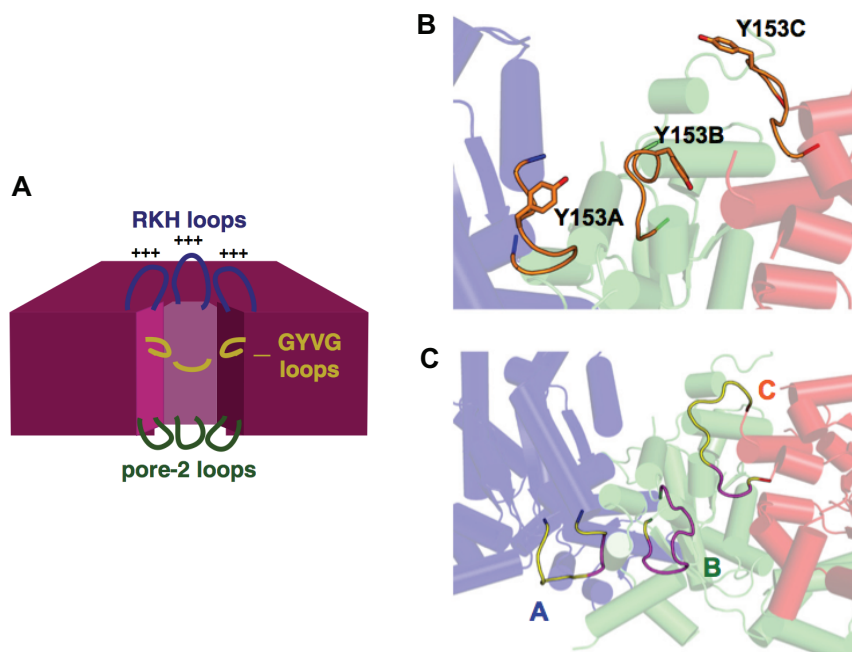 A
RKH loops
+++
+++ +++
GYVG
loops
pore-2 loops
B
Y153C
Y153B
Y153A
C
C
B
A